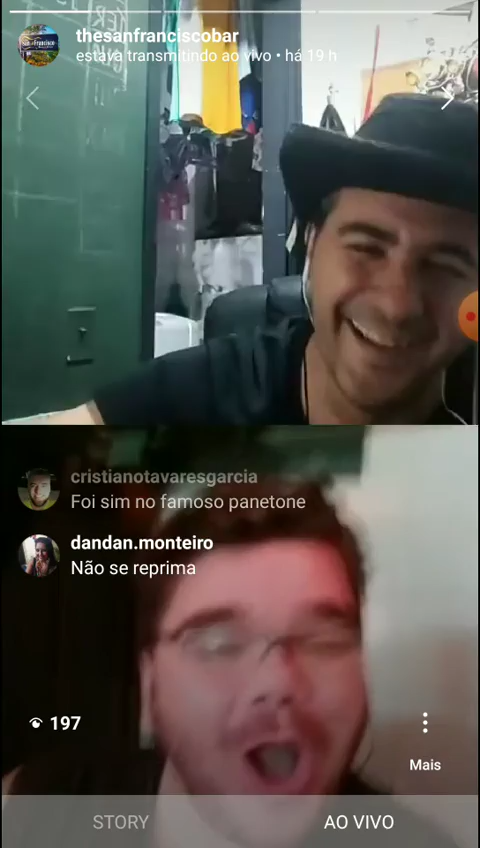 thesanfranciscobar
estava transmitindo ao vivo • há 19 h
cristianotavaresgarcia
Foi sim no famoso panetone
dandan.monteiro
Não se reprima
197
Mais
STORY
AO VIVO